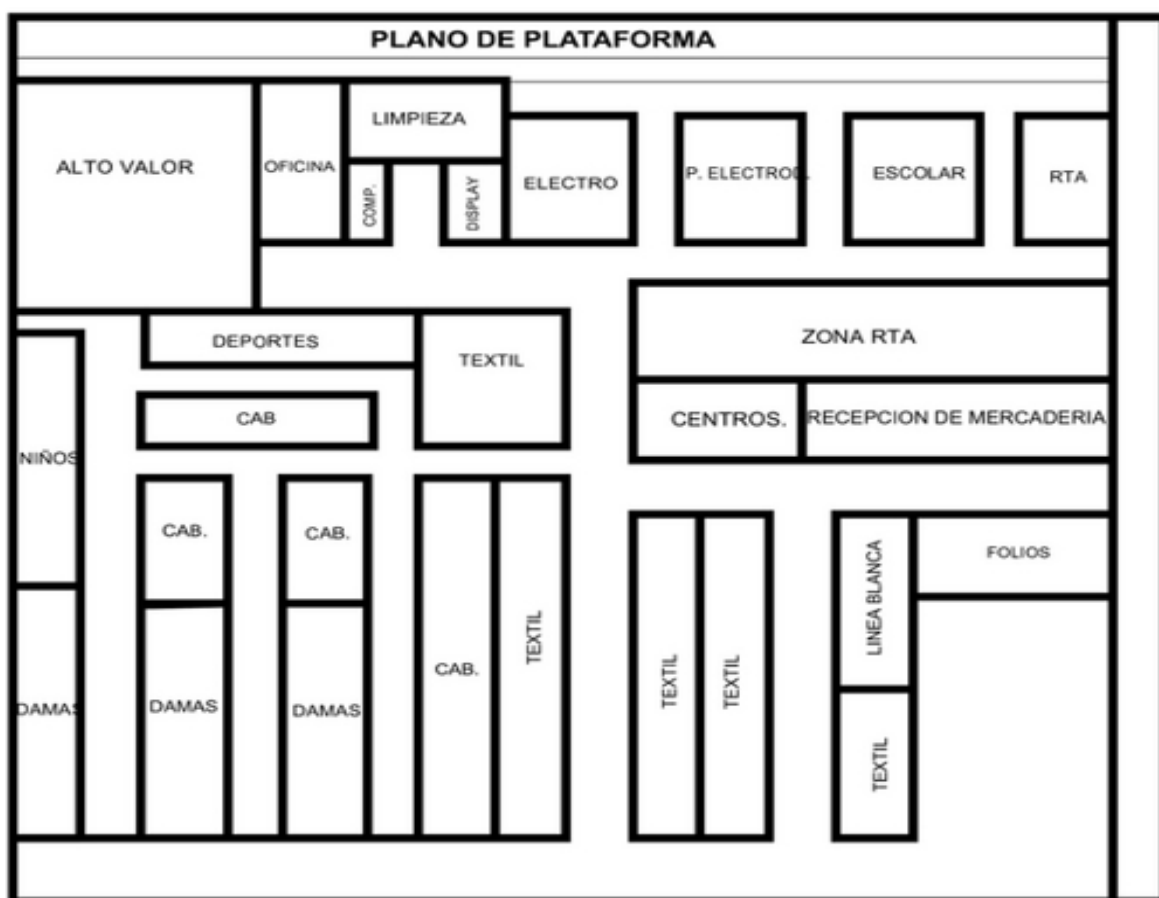 PLANO DE PLATAFORMA
ALTO VALOR
OFICINA
LIMPIEZA
COMP.
DISPLAY
ELECTRO
P. ELECTROD.
ESCOLAR
RTA
DEPORTES
TEXTIL
ZONA RTA
CENTROS.
RECEPCION DE MERCADERIA
CAB
NIÑOS
CAB.
CAB.
CAB.
TEXTIL
DAMAS
DAMAS
DAMAS
TEXTIL
TEXTIL
LINEA BLANCA
FOLIOS
TEXTIL